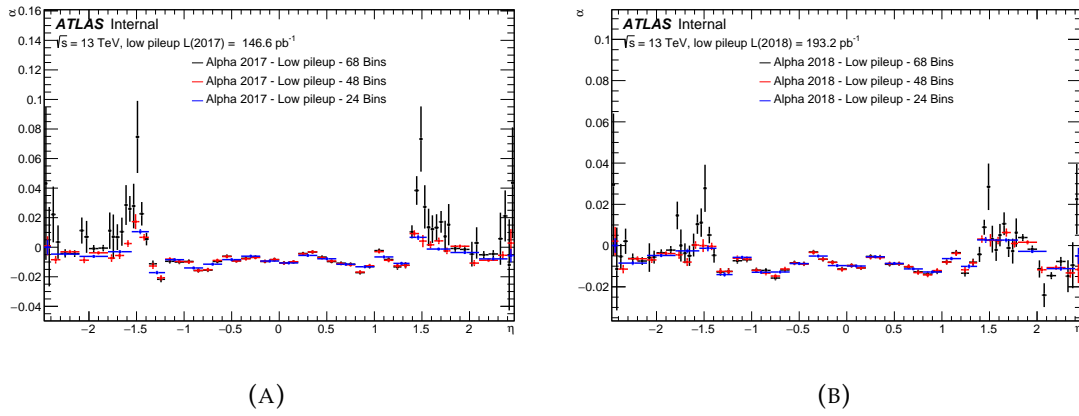 α
ATLAS Internal
√s = 13 TeV, low pileup L(2017) = 146.6 pb⁻¹
Alpha 2017 - Low pileup - 68 Bins
Alpha 2017 - Low pileup - 48 Bins
Alpha 2017 - Low pileup - 24 Bins
0.16
0.14
0.12
0.1
0.08
0.06
0.04
0.02
0
−0.02
−0.04
−2 −1.5 −1 −0.5 0 0.5 1 1.5 2 η
(A)
α
ATLAS Internal
√s = 13 TeV, low pileup L(2018) = 193.2 pb⁻¹
Alpha 2018 - Low pileup - 68 Bins
Alpha 2018 - Low pileup - 48 Bins
Alpha 2018 - Low pileup - 24 Bins
0.1
0.08
0.06
0.04
0.02
0
−0.02
−2 −1.5 −1 −0.5 0 0.5 1 1.5 2 η
(B)